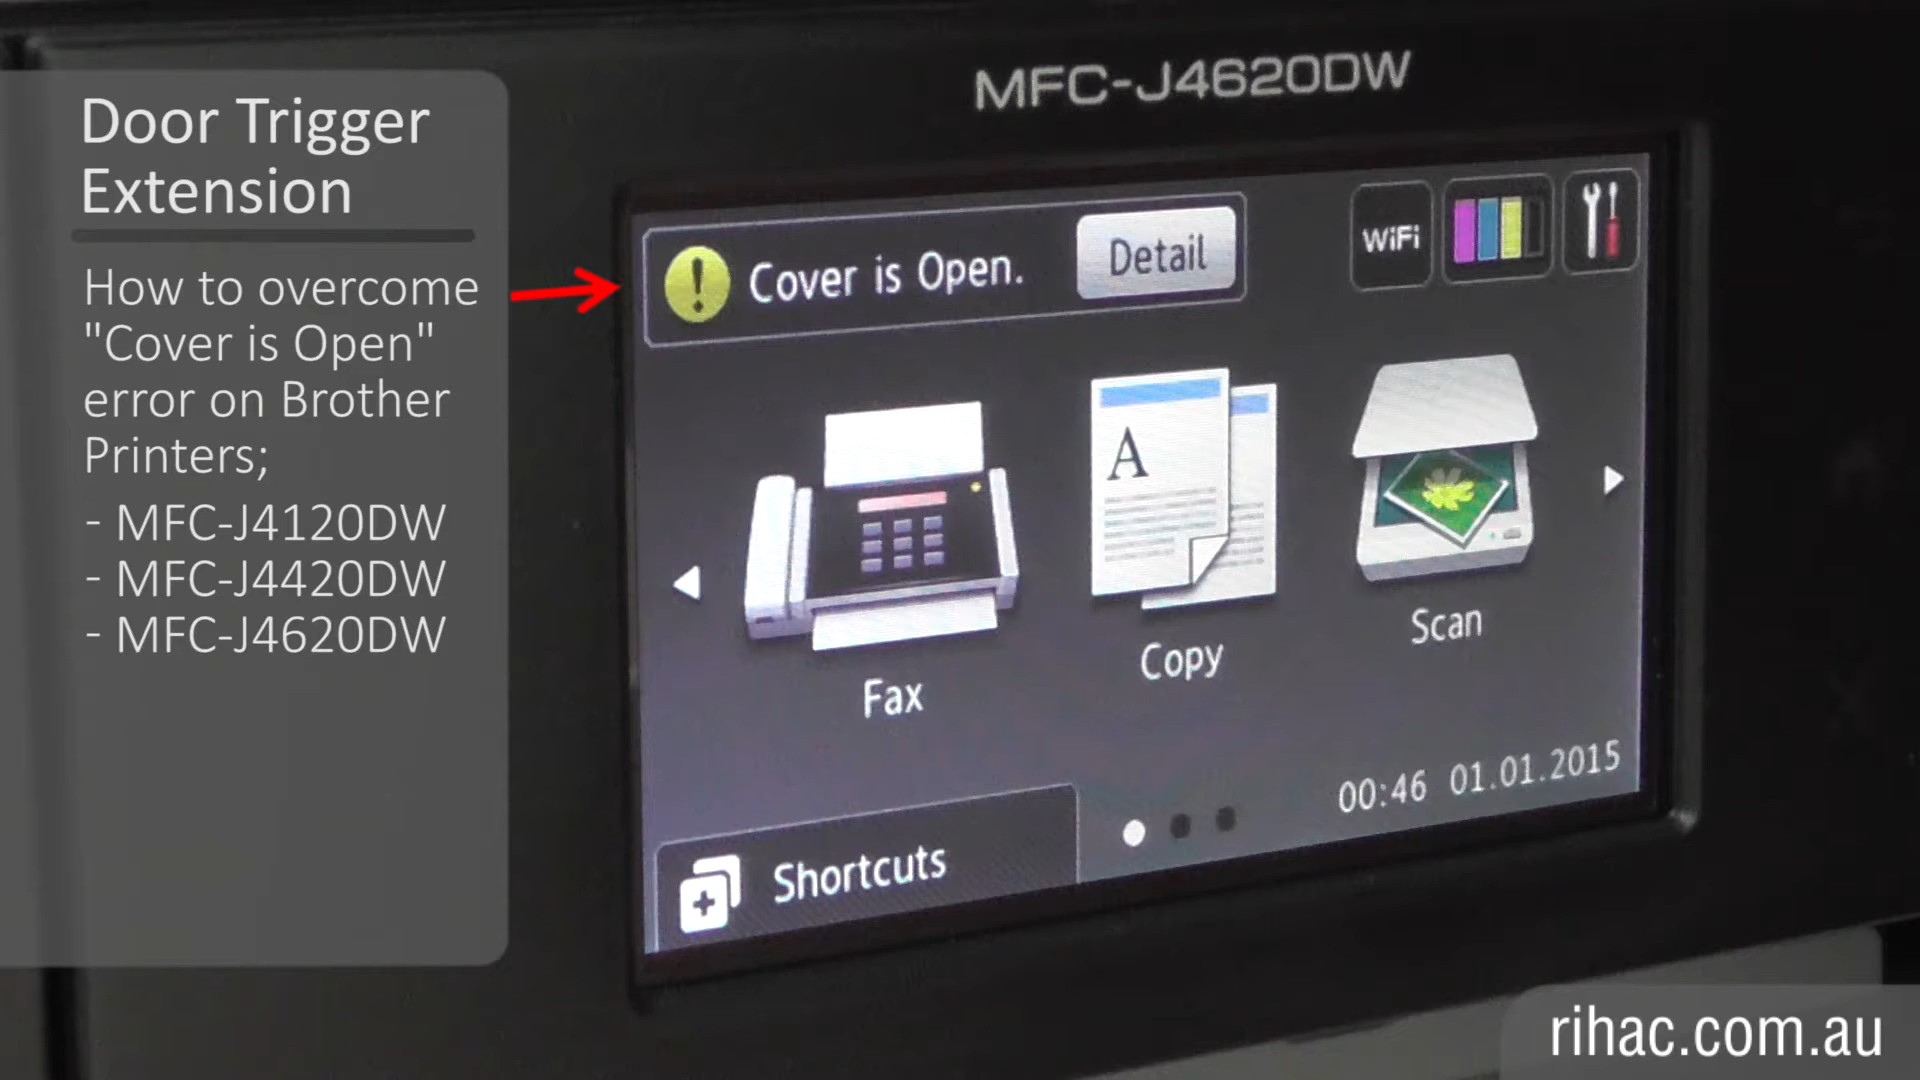 Door Trigger
Extension
How to overcome
"Cover is Open"
error on Brother
Printers;
- MFC-J4120DW
- MFC-J4420DW
- MFC-J4620DW
MFC-J4620DW
Cover is Open.
Detail
WiFi
A
Fax
Copy
Scan
00:46 01.01.2015
Shortcuts
rihac.com.au